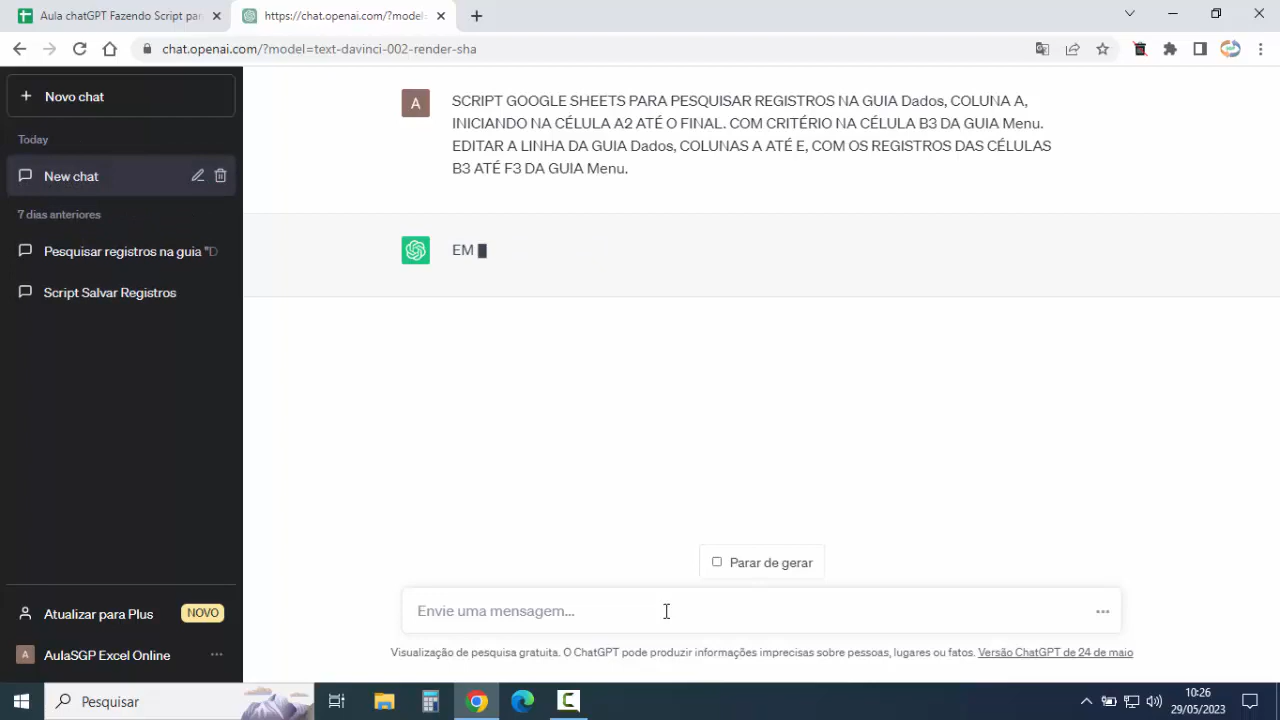 Aula chatGPT Fazendo Script par
https://chat.openai.com/?model=
chat.openai.com/?model=text-davinci-002-render-sha
Novo chat
Today
New chat
7 dias anteriores
Pesquisar registros na guia "D
Script Salvar Registros
Atualizar para Plus
NOVO
AulaSGP Excel Online
A
SCRIPT GOOGLE SHEETS PARA PESQUISAR REGISTROS NA GUIA Dados, COLUNA A,
INICIANDO NA CÉLULA A2 ATÉ O FINAL. COM CRITÉRIO NA CÉLULA B3 DA GUIA Menu.
EDITAR A LINHA DA GUIA Dados, COLUNAS A ATÉ E, COM OS REGISTROS DAS CÉLULAS
B3 ATÉ F3 DA GUIA Menu.
EM
Parar de gerar
Envie uma mensagem...
Visualização de pesquisa gratuita. O ChatGPT pode produzir informações imprecisas sobre pessoas, lugares ou fatos. Versão ChatGPT de 24 de maio
Pesquisar
10:26
29/05/2023